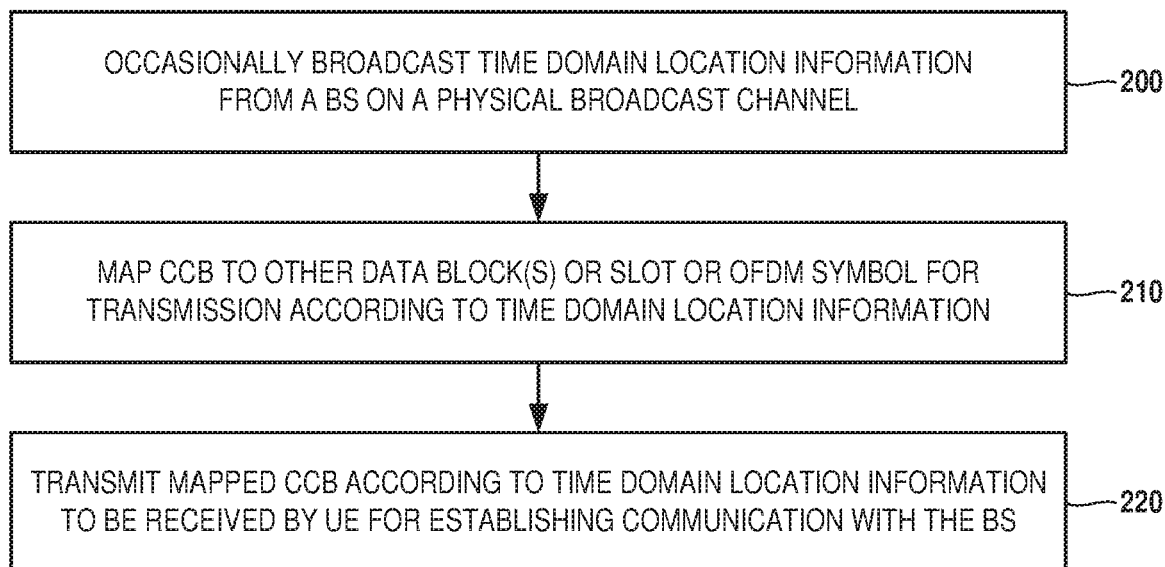 OCCASIONALLY BROADCAST TIME DOMAIN LOCATION INFORMATION
FROM A BS ON A PHYSICAL BROADCAST CHANNEL
200
MAP CCB TO OTHER DATA BLOCK(S) OR SLOT OR OFDM SYMBOL FOR
TRANSMISSION ACCORDING TO TIME DOMAIN LOCATION INFORMATION
210
TRANSMIT MAPPED CCB ACCORDING TO TIME DOMAIN LOCATION INFORMATION
TO BE RECEIVED BY UE FOR ESTABLISHING COMMUNICATION WITH THE BS
220